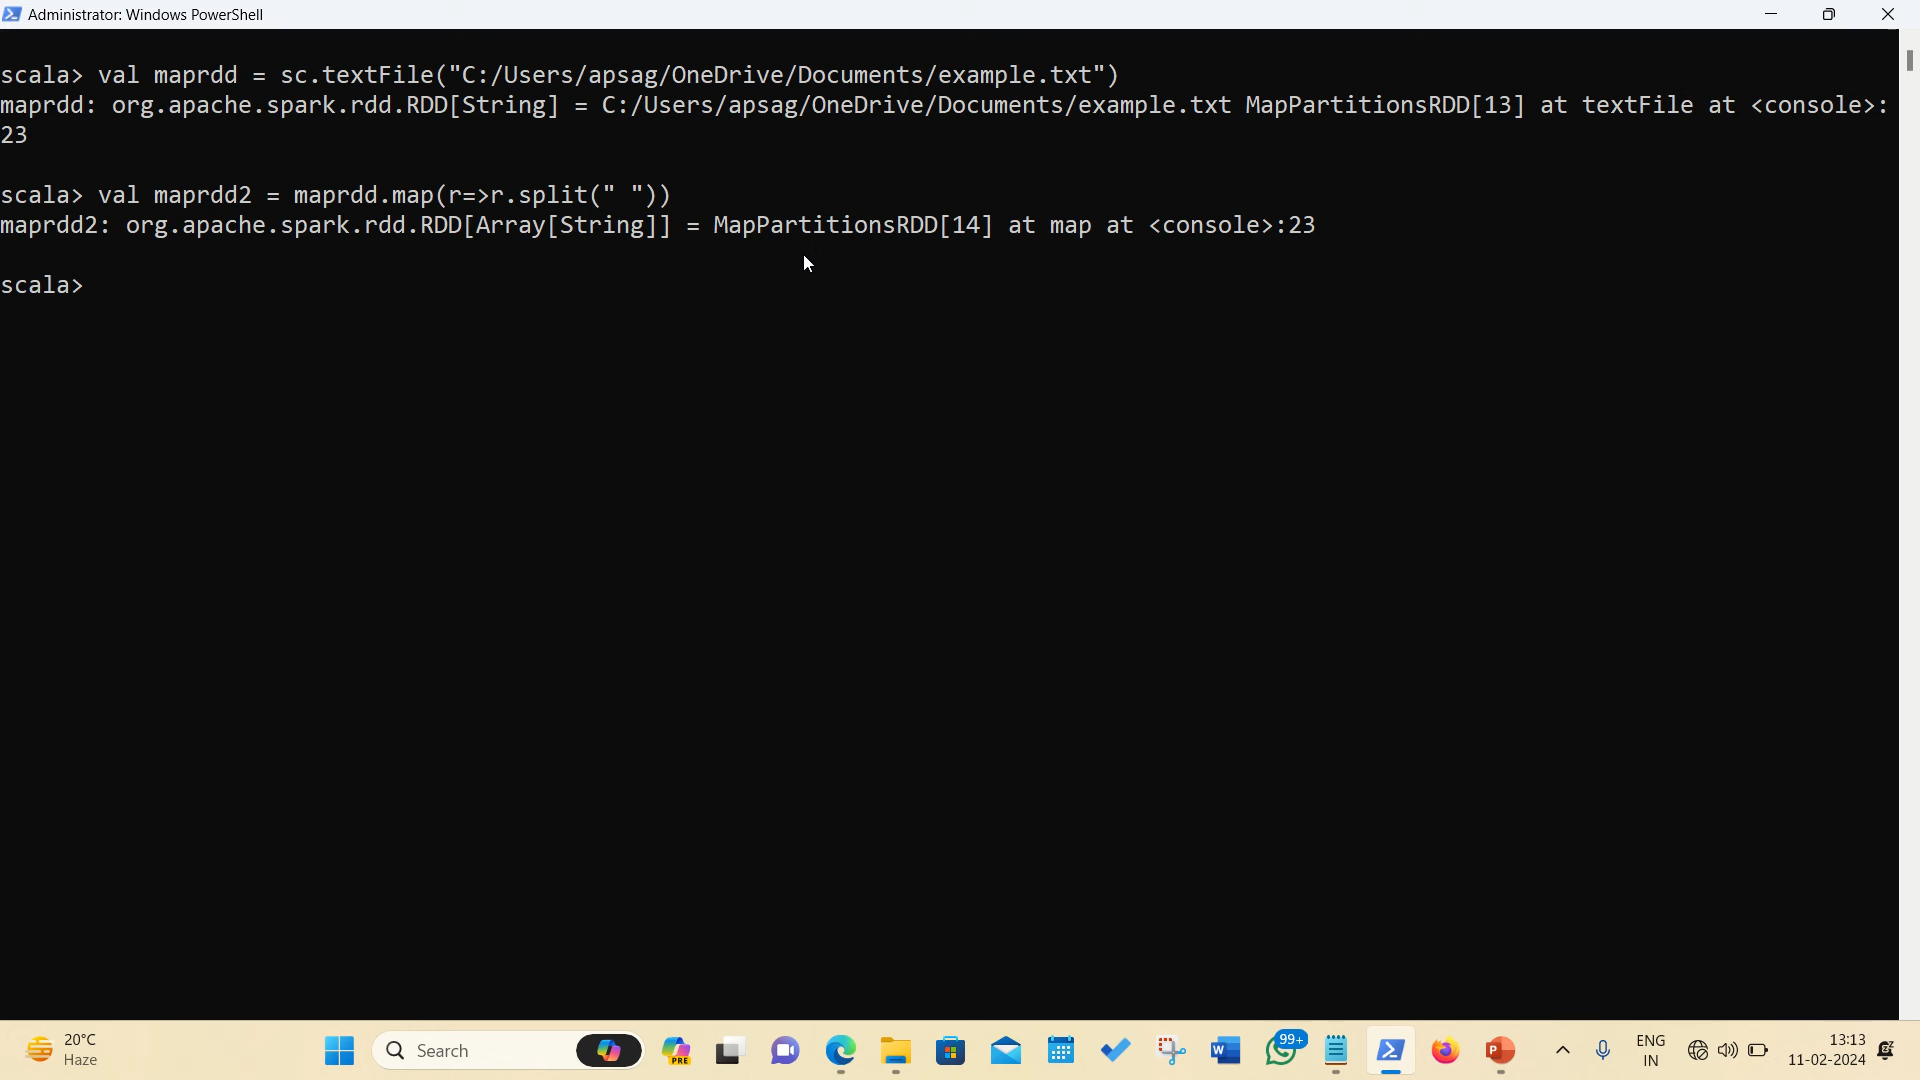 Administrator: Windows PowerShell
scala> val maprdd = sc.textFile("C:/Users/apsag/OneDrive/Documents/example.txt")
maprdd: org.apache.spark.rdd.RDD[String] = C:/Users/apsag/OneDrive/Documents/example.txt MapPartitionsRDD[13] at textFile at <console>:
23
scala> val maprdd2 = maprdd.map(r=>r.split(" "))
maprdd2: org.apache.spark.rdd.RDD[Array[String]] = MapPartitionsRDD[14] at map at <console>:23
scala>
20°C
Haze
Search
PRE
W
99+
P
ENG
IN
13:13
11-02-2024